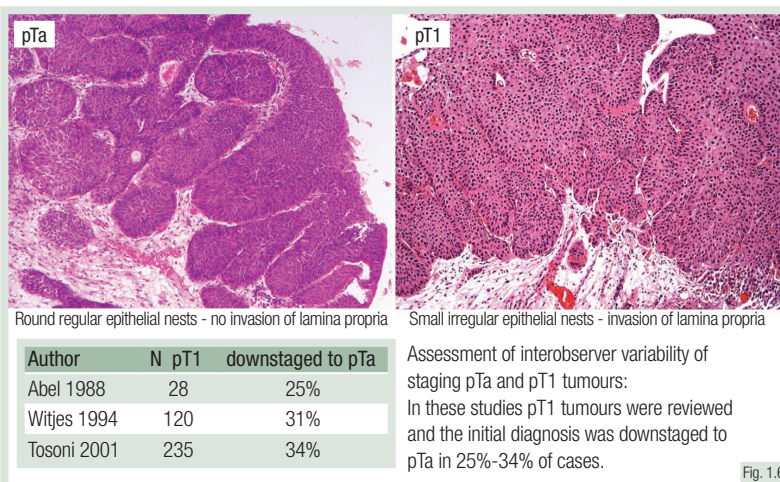 pTa
pT1
Round regular epithelial nests - no invasion of lamina propria
Small irregular epithelial nests - invasion of lamina propria
Author N pT1 downstaged to pTa
Abel 1988 28 25%
Witjes 1994 120 31%
Tosoni 2001 235 34%
Assessment of interobserver variability of
staging pTa and pT1 tumours:
In these studies pT1 tumours were reviewed
and the initial diagnosis was downstaged to
pTa in 25%-34% of cases.
Fig. 1.6